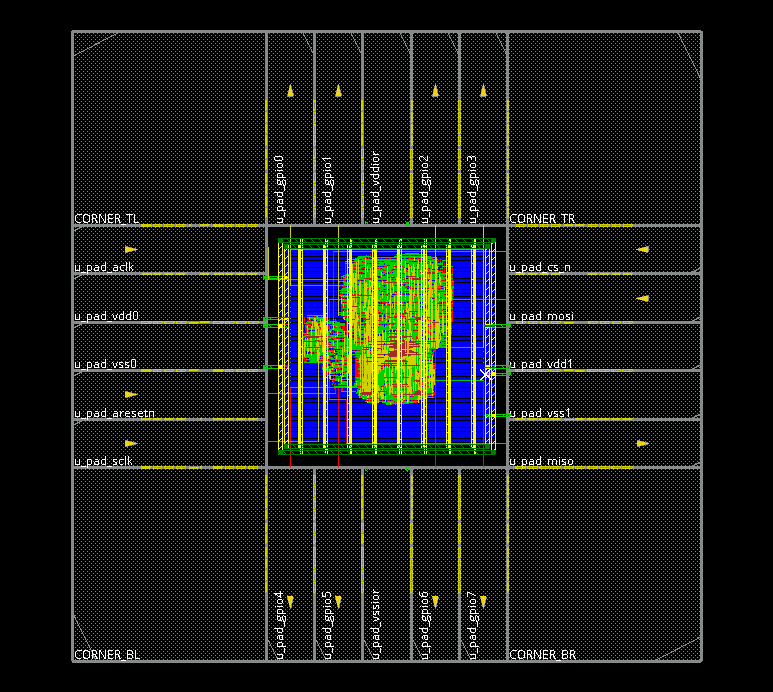 u_pad_gpio0
u_pad_gpio1
u_pad_vddior
u_pad_gpio2
u_pad_gpio3
CORNER_TL
CORNER_TR
u_pad_aclk
u_pad_cs_n
u_pad_vdd0
u_pad_mosi
u_pad_vss0
u_pad_vdd1
u_pad_aresetn
u_pad_vss1
u_pad_sclk
u_pad_miso
u_pad_gpio4
u_pad_gpio5
u_pad_vssior
u_pad_gpio6
u_pad_gpio7
CORNER_BL
CORNER_BR